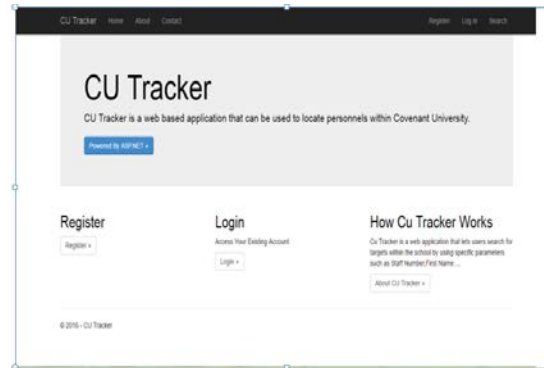 CU Tracker Home About Contact Register Log in Search
CU Tracker
CU Tracker is a web based application that can be used to locate personnels within Covenant University.
Powered By ASP.NET »
Register
Register »
Login
Access Your Existing Account
Login »
How Cu Tracker Works
Cu Tracker is a web application that lets users search for
targets within the school by using specific parameters
such as Staff Number,First Name ...
About CU Tracker »
© 2016 - CU Tracker